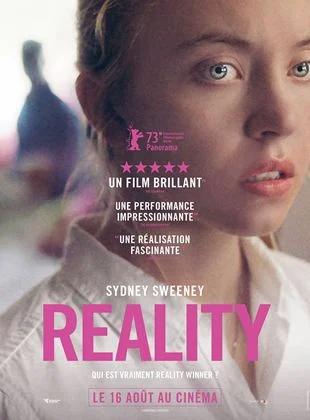 73e
Panorama
★★★★★
UN FILM BRILLANT"
"UNE PERFORMANCE
IMPRESSIONNANTE"
"UNE RÉALISATION
FASCINANTE
SYDNEY SWEENEY
REALITY
QUI EST VRAIMENT REALITY WINNER ?
LE 16 AOÛT AU CINÉMA